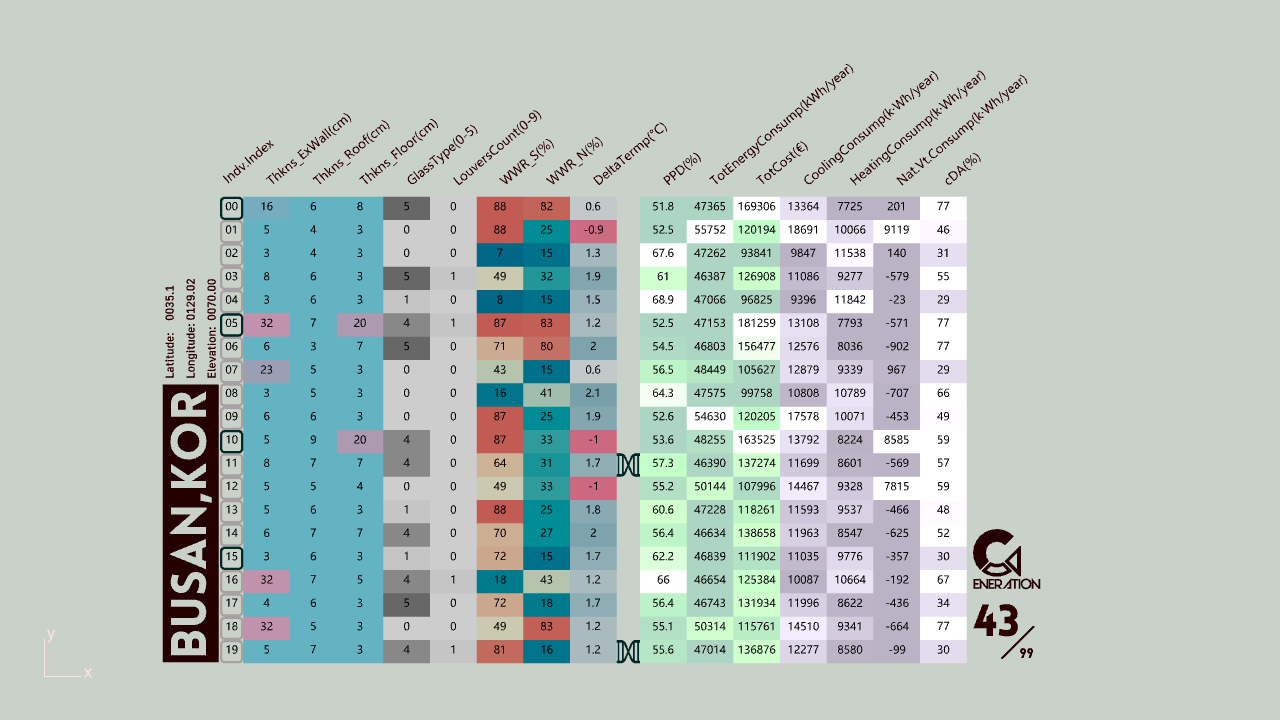 Indv.Index Thkns_ExWall(cm) Thkns_Roof(cm) Thkns_Floor(cm) GlassType(0-5) LouversCount(0-9) WWR_S(%) WWR_N(%) DeltaTermp(°C) PPD(%) TotEnergyConsump(kWh/year) TotCost(€) CoolingConsump(k·Wh/year) HeatingConsump(k·Wh/year) Nat.Vt.Consump(k·Wh/year) cDA(%)
00 16 6 8 5 0 88 82 0.6 51.8 47365 169306 13364 7725 201 77
01 5 4 3 0 0 88 25 -0.9 52.5 55752 120194 18691 10066 9119 46
02 3 4 3 0 0 7 15 1.3 67.6 47262 93841 9847 11538 140 31
03 8 6 3 5 1 49 32 1.9 61 46387 126908 11086 9277 -579 55
04 3 6 3 1 0 8 15 1.5 68.9 47066 96825 9396 11842 -23 29
05 32 7 20 4 1 87 83 1.2 52.5 47153 181259 13108 7793 -571 77
06 6 3 7 5 0 71 80 2 54.5 46803 156477 12576 8036 -902 77
07 23 5 3 0 0 43 15 0.6 56.5 48449 105627 12879 9339 967 29
08 3 5 3 0 0 16 41 2.1 64.3 47575 99758 10808 10789 -707 66
09 6 6 3 0 0 87 25 1.9 52.6 54630 120205 17578 10071 -453 49
10 5 9 20 4 0 87 33 -1 53.6 48255 163525 13792 8224 8585 59
11 8 7 7 4 0 64 31 1.7 57.3 46390 137274 11699 8601 -569 57
12 5 5 4 0 0 49 33 -1 55.2 50144 107996 14467 9328 7815 59
13 5 6 3 1 0 88 25 1.8 60.6 47228 118261 11593 9537 -466 48
14 6 7 7 4 0 70 27 2 56.4 46634 138658 11963 8547 -625 52
15 3 6 3 1 0 72 15 1.7 62.2 46839 111902 11035 9776 -357 30
16 32 7 5 4 1 18 43 1.2 66 46654 125384 10087 10664 -192 67
17 4 6 3 5 0 72 18 1.7 56.4 46743 131934 11996 8622 -436 34
18 32 5 3 0 0 49 83 1.2 55.1 50314 115761 14510 9341 -664 77
19 5 7 3 4 1 81 16 1.2 55.6 47014 136876 12277 8580 -99 30
Latitude: 0035.1
Longitude: 0129.02
Elevation: 0070.00
BUSAN,KOR
GENERATION
43/99
y
x